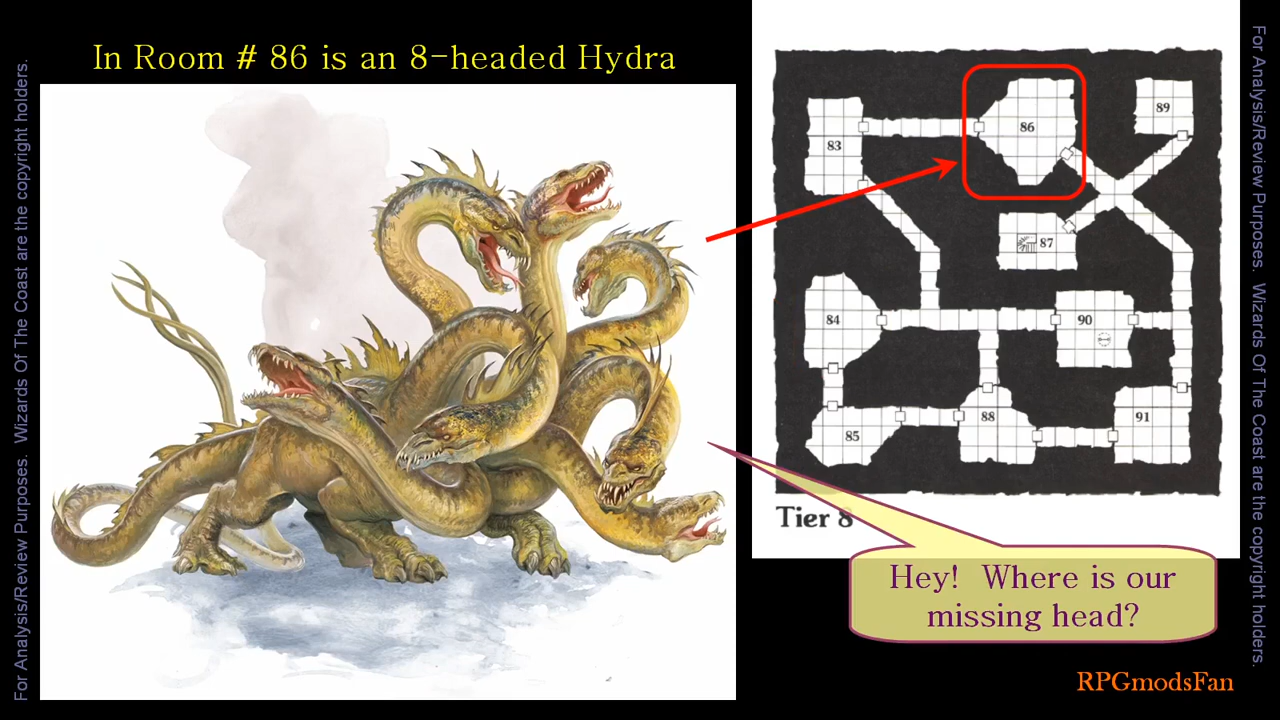 In Room # 86 is an 8-headed Hydra
For Analysis/Review Purposes.  Wizards Of The Coast are the copyright holders.
83
86
89
87
84
90
85
88
91
Tier 8
Hey!  Where is our
missing head?
RPGmodsFan
For Analysis/Review Purposes.  Wizards Of The Coast are the copyright holders.